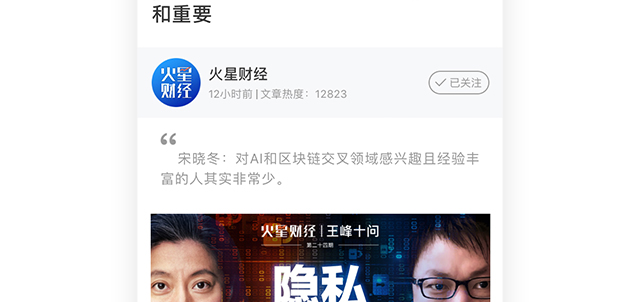 和重要
火星
财经
火星财经
12小时前 | 文章热度：12823
已关注
宋晓冬：对AI和区块链交叉领域感兴趣且经验丰
富的人其实非常少。
火星财经 | 王峰十问
第二十四期
隐私